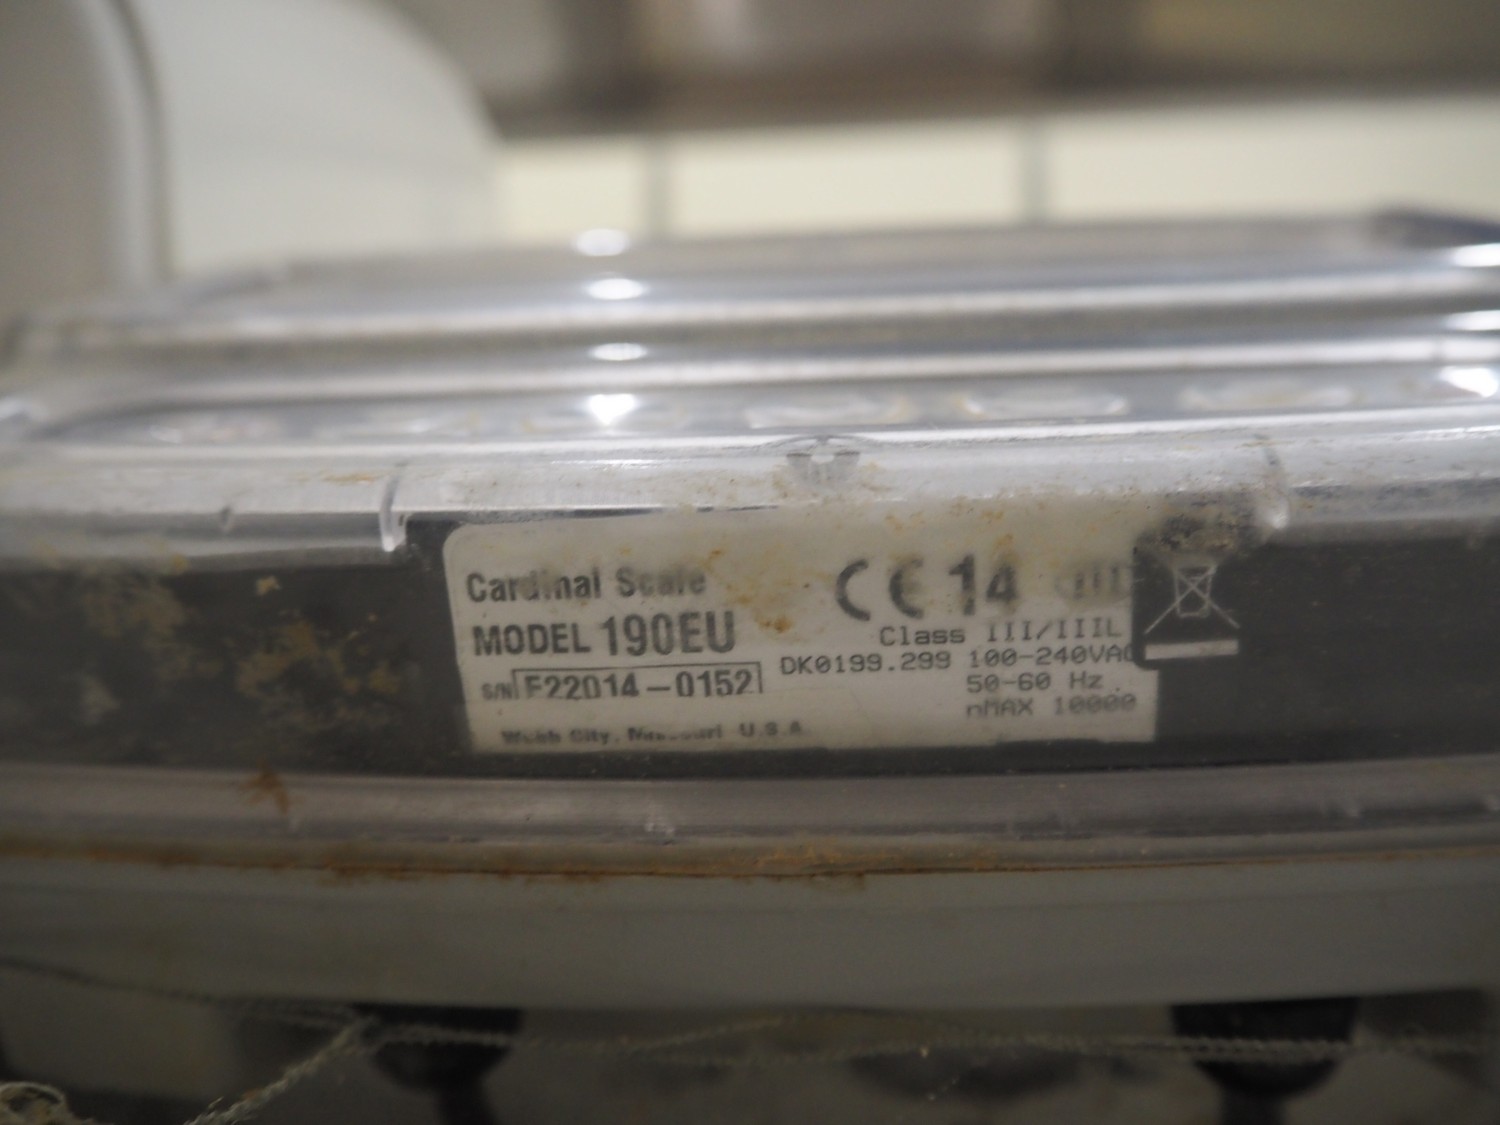 Cardinal Scale
MODEL 190EU
S/N E22014-0152
Webb City, Missouri U.S.A.
CE 14
Class III/IIIL
DK0199.299 100-240VAC
50-60 Hz
nMAX 10000